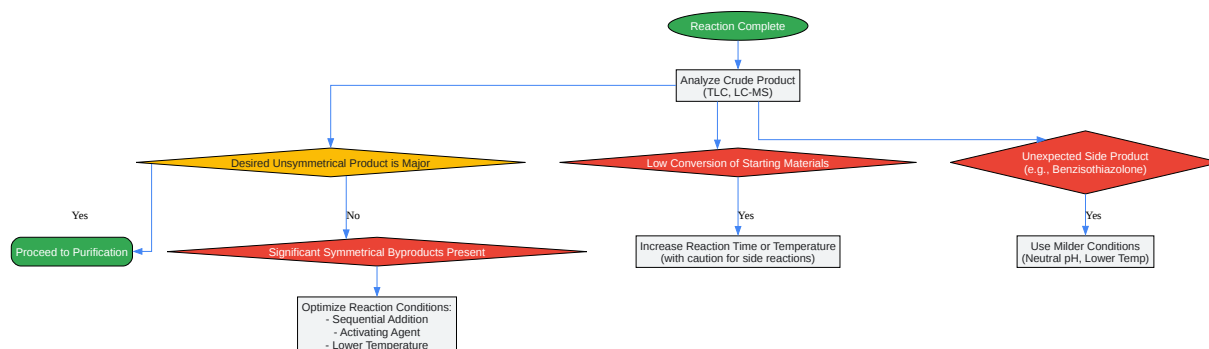 Reaction Complete
Analyze Crude Product
(TLC, LC-MS)
Desired Unsymmetrical Product is Major
Low Conversion of Starting Materials
Unexpected Side Product
(e.g., Benzisothiazolone)
Yes
No
Yes
Yes
Proceed to Purification
Significant Symmetrical Byproducts Present
Increase Reaction Time or Temperature
(with caution for side reactions)
Use Milder Conditions
(Neutral pH, Lower Temp)
Optimize Reaction Conditions:
- Sequential Addition
- Activating Agent
- Lower Temperature